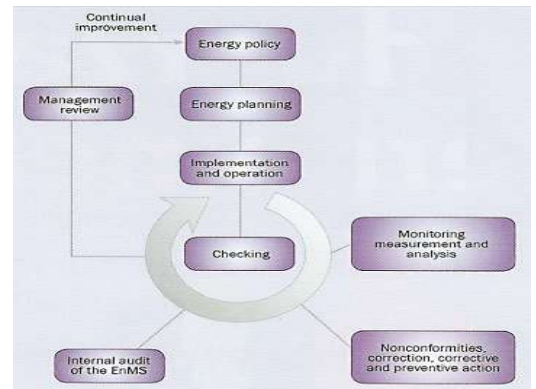 Continual
improvement
Energy policy
Management
review
Energy planning
Implementation
and operation
Checking
Monitoring
measurement and
analysis
Internal audit
of the EnMS
Nonconformities,
correction, corrective
and preventive action